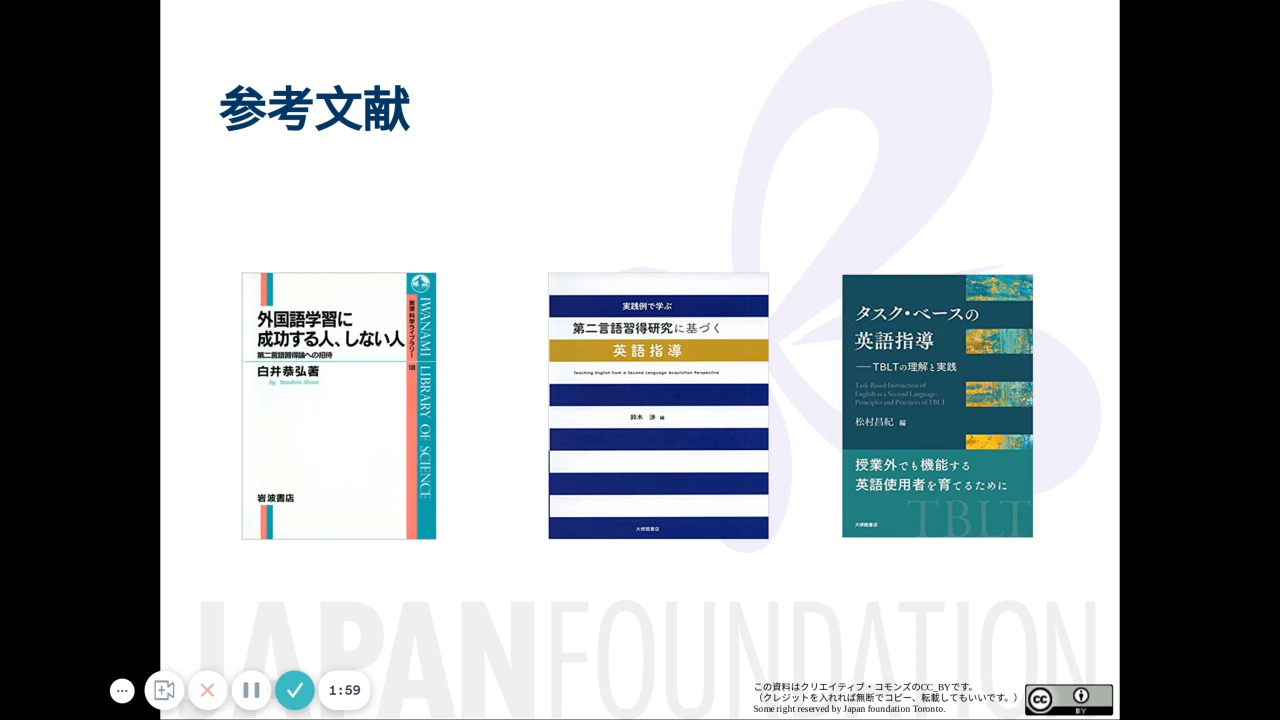 参考文献
外国語学習に
成功する人、しない人
第二言語習得論への招待
白井恭弘著
by Yasuhiro Shirai
岩波書店
岩波科学ライブラリー
100
IWANAMI LIBRARY OF SCIENCE
実践例で学ぶ
第二言語習得研究に基づく
英語指導
Teaching English from a Second Language Acquisition Perspective
鈴木 渉 編
大修館書店
タスク・ベースの
英語指導
──TBLTの理解と実践
Task-Based Instruction of
English as a Second Language:
Principles and Practices of TBLT
松村昌紀 編
授業外でも機能する
英語使用者を育てるために
TBLT
大修館書店
JAPANFOUNDATION
1:59
この資料はクリエイティブ・コモンズのCC_BYです。
（クレジットを入れれば無断でコピー、転載してもいいです。）
Some right reserved by Japan foundation Toronto.
cc
BY